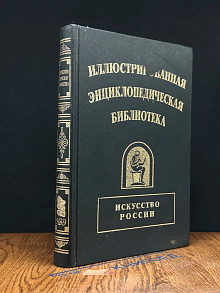 ИЛЛЮСТРИРОВАННАЯ
ЭНЦИКЛОПЕДИЧЕСКАЯ
БИБЛИОТЕКА
ИСКУССТВО
РОССИИ